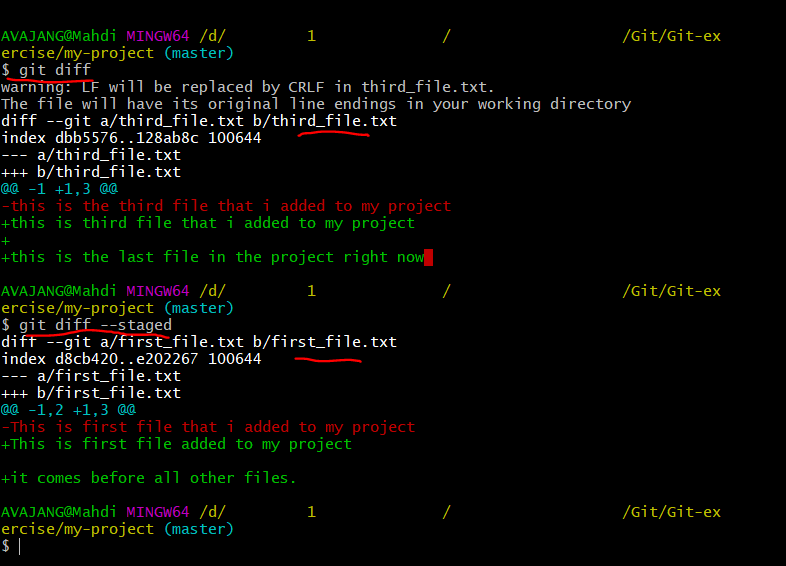 AVAJANG@Mahdi MINGW64 /d/ 1 / /Git/Git-ex
ercise/my-project (master)
$ git diff
warning: LF will be replaced by CRLF in third_file.txt.
The file will have its original line endings in your working directory
diff --git a/third_file.txt b/third_file.txt
index dbb5576..128ab8c 100644
--- a/third_file.txt
+++ b/third_file.txt
@@ -1 +1,3 @@
-this is the third file that i added to my project
+this is third file that i added to my project
+
+this is the last file in the project right now
AVAJANG@Mahdi MINGW64 /d/ 1 / /Git/Git-ex
ercise/my-project (master)
$ git diff --staged
diff --git a/first_file.txt b/first_file.txt
index d8cb420..e202267 100644
--- a/first_file.txt
+++ b/first_file.txt
@@ -1,2 +1,3 @@
-This is first file that i added to my project
+This is first file added to my project
+it comes before all other files.
AVAJANG@Mahdi MINGW64 /d/ 1 / /Git/Git-ex
ercise/my-project (master)
$